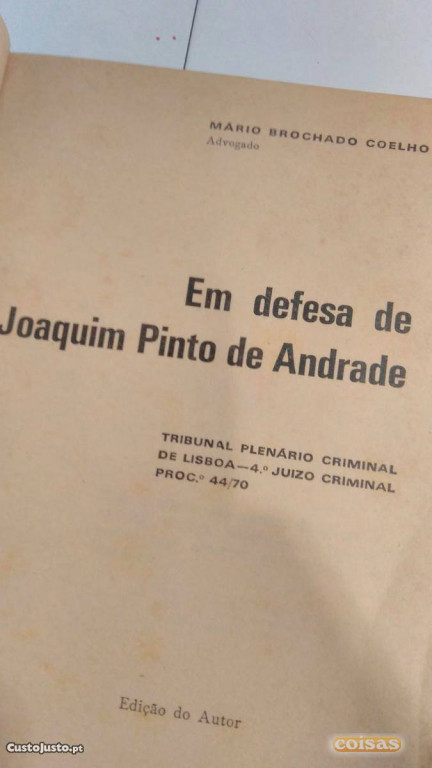 MÁRIO BROCHADO COELHO
Advogado
Em defesa de
Joaquim Pinto de Andrade
TRIBUNAL PLENÁRIO CRIMINAL
DE LISBOA—4.º JUIZO CRIMINAL
PROC.º 44/70
Edição do Autor
CustoJusto.pt
coisas